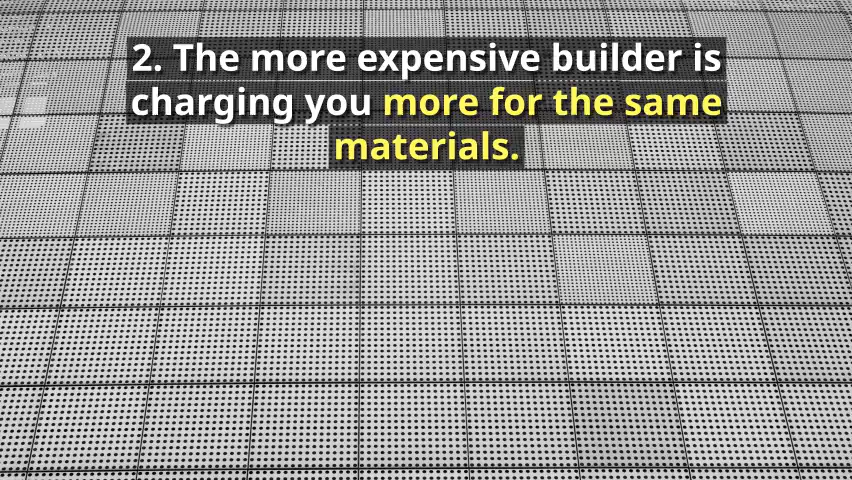 2. The more expensive builder is
charging you more for the same
materials.